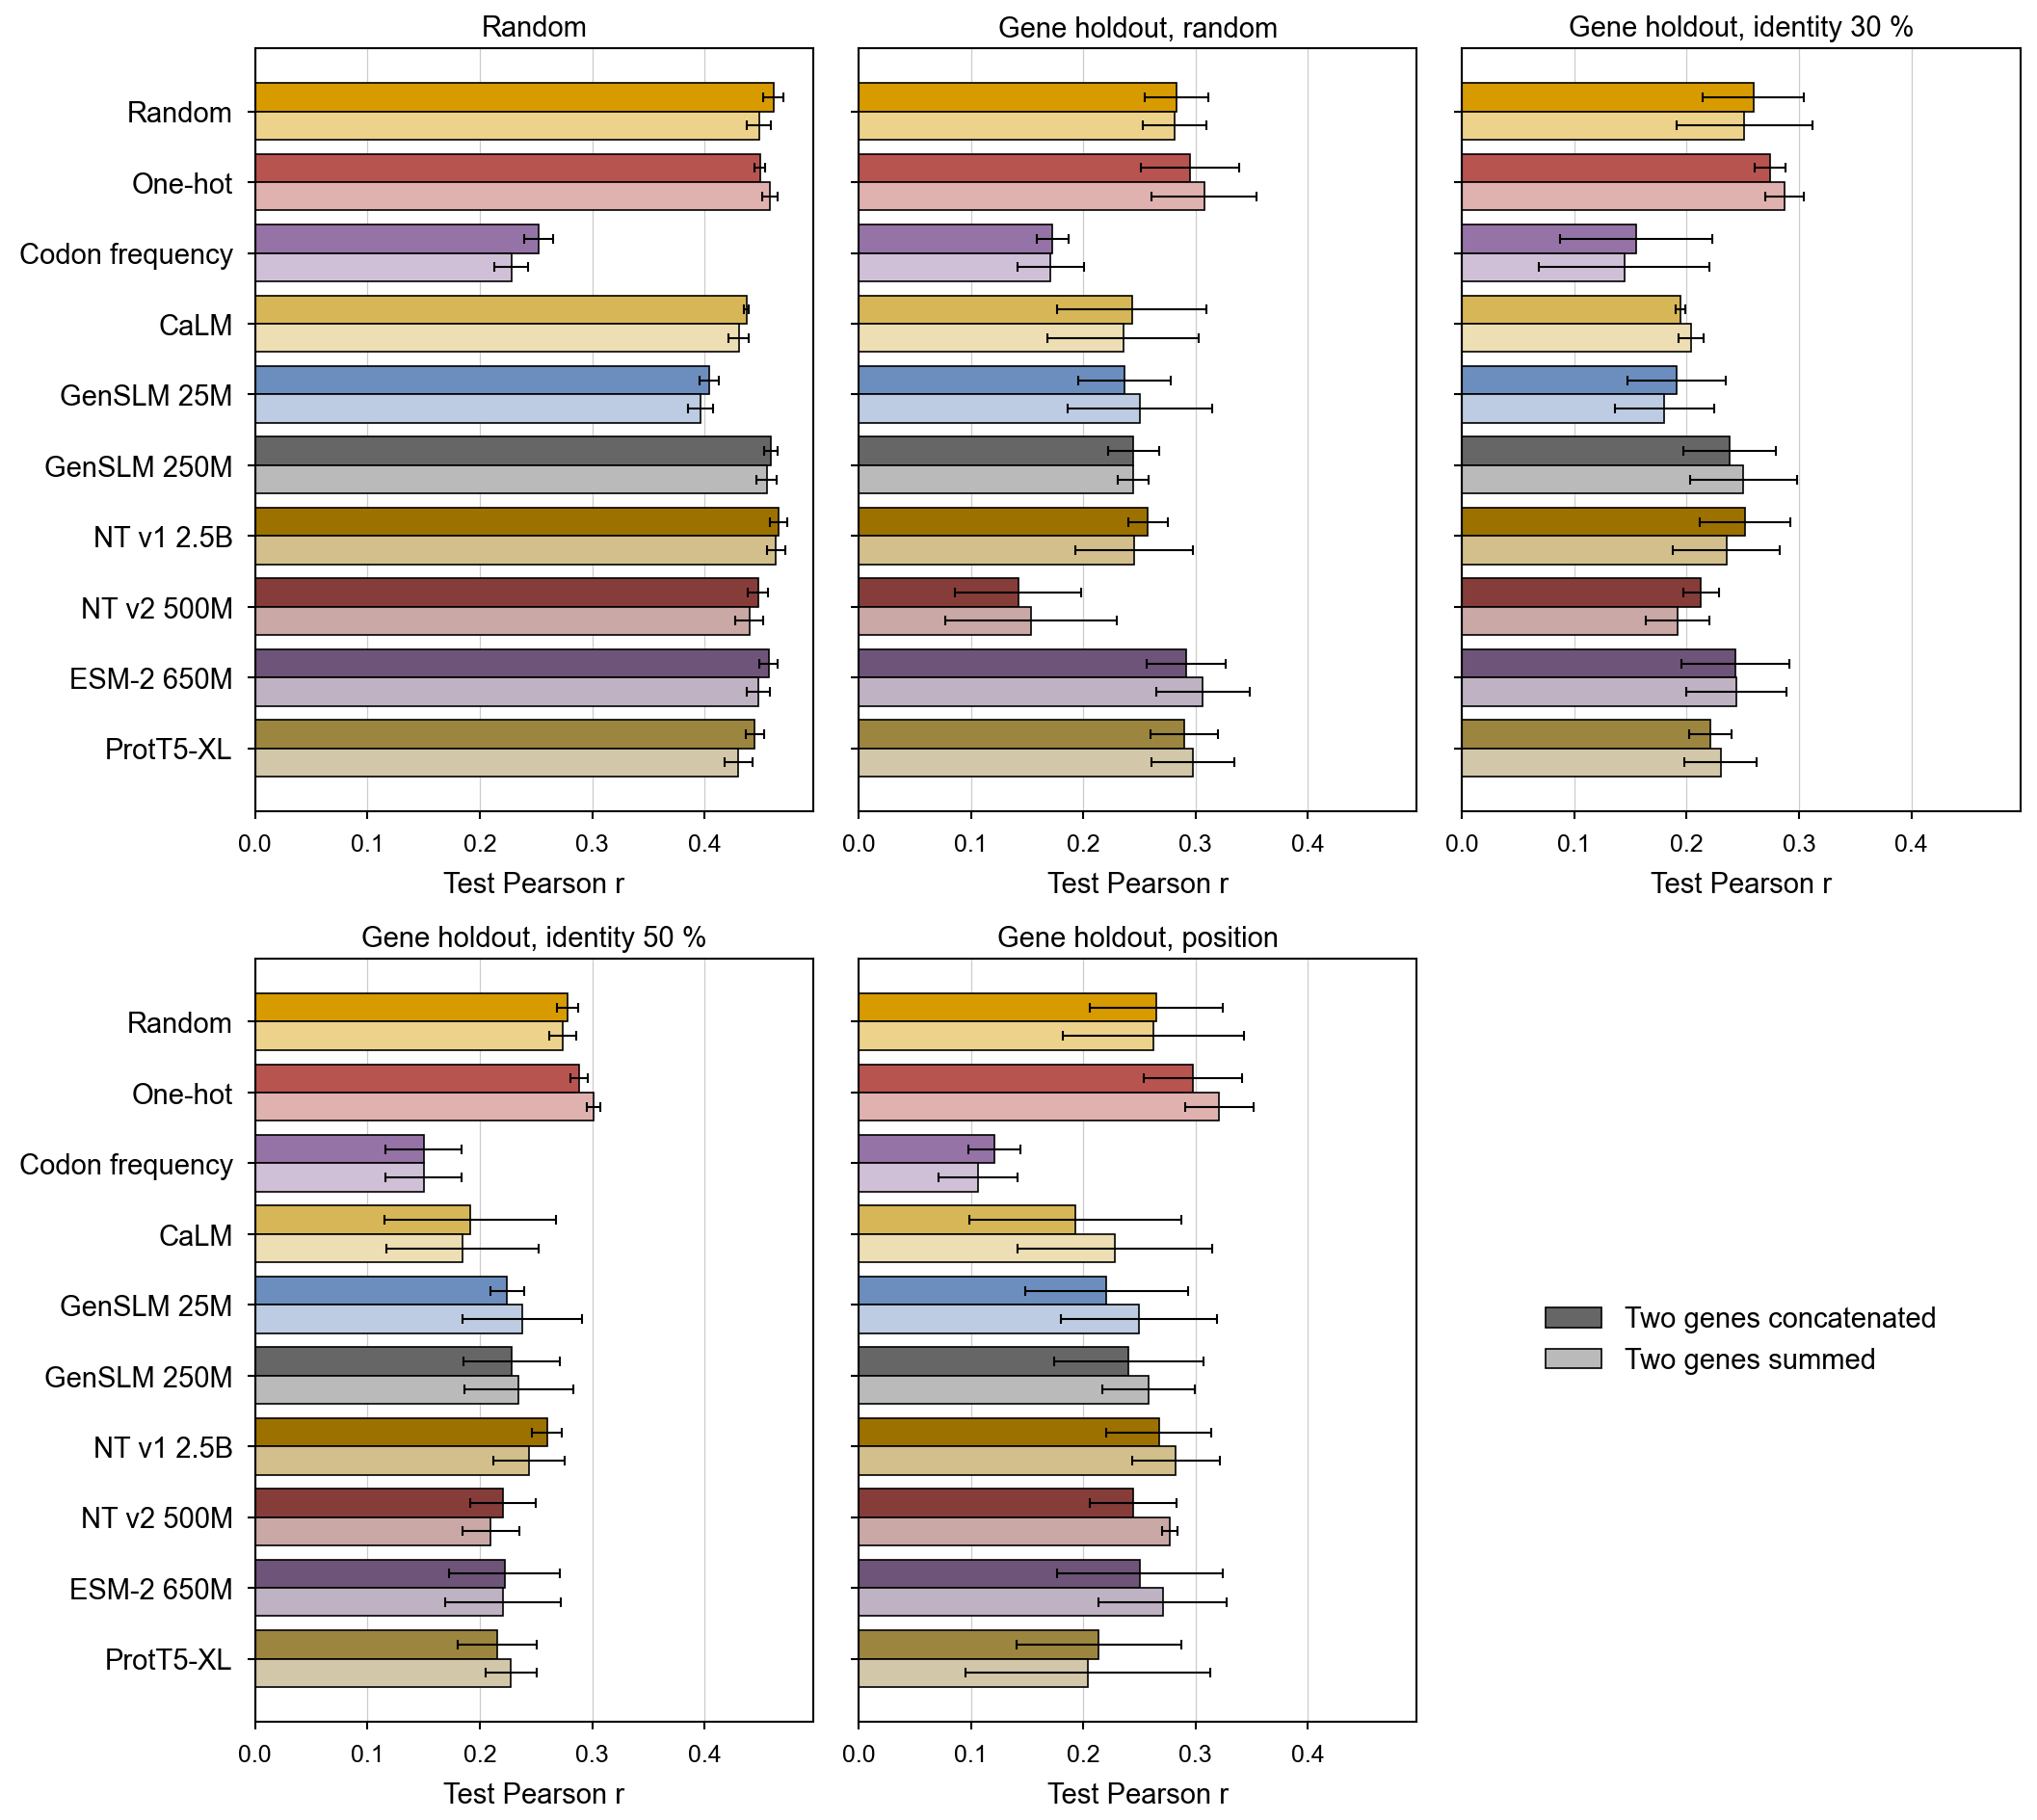 Random
Gene holdout, random
Gene holdout, identity 30 %
Random
One-hot
Codon frequency
CaLM
GenSLM 25M
GenSLM 250M
NT v1 2.5B
NT v2 500M
ESM-2 650M
ProtT5-XL
0.0 0.1 0.2 0.3 0.4
0.0 0.1 0.2 0.3 0.4
0.0 0.1 0.2 0.3 0.4
Test Pearson r
Test Pearson r
Test Pearson r
Gene holdout, identity 50 %
Gene holdout, position
Random
One-hot
Codon frequency
CaLM
GenSLM 25M
GenSLM 250M
NT v1 2.5B
NT v2 500M
ESM-2 650M
ProtT5-XL
Two genes concatenated
Two genes summed
0.0 0.1 0.2 0.3 0.4
0.0 0.1 0.2 0.3 0.4
Test Pearson r
Test Pearson r